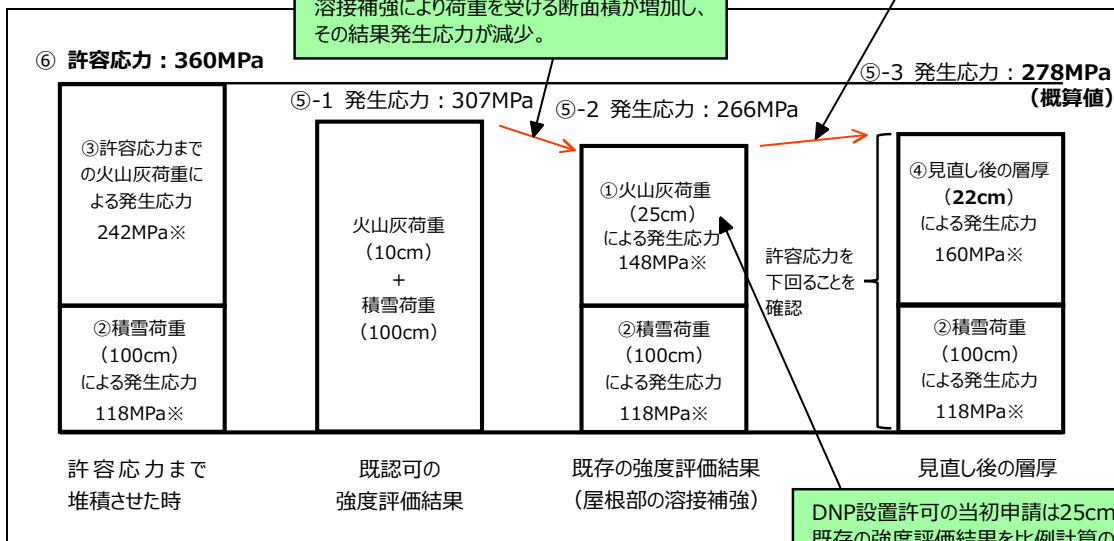 溶接補強により荷重を受ける断面積が増加し、
その結果発生応力が減少。
⑥ 許容応力：360MPa
⑤-1 発生応力：307MPa
⑤-2 発生応力：266MPa
⑤-3 発生応力：278MPa
（概算値）
③許容応力まで
の火山灰荷重に
よる発生応力
242MPa※
②積雪荷重
（100cm）
による発生応力
118MPa※
火山灰荷重
（10cm）
+
積雪荷重
（100cm）
①火山灰荷重
（25cm）
による発生応力
148MPa※
②積雪荷重
（100cm）
による発生応力
118MPa※
許容応力を
下回ることを
確認
④見直し後の層厚
（22cm）
による発生応力
160MPa※
②積雪荷重
（100cm）
による発生応力
118MPa※
許容応力まで
堆積させた時
既認可の
強度評価結果
既存の強度評価結果
（屋根部の溶接補強）
見直し後の層厚
DNP設置許可の当初申請は25cm
既存の強度評価結果を比例計算の